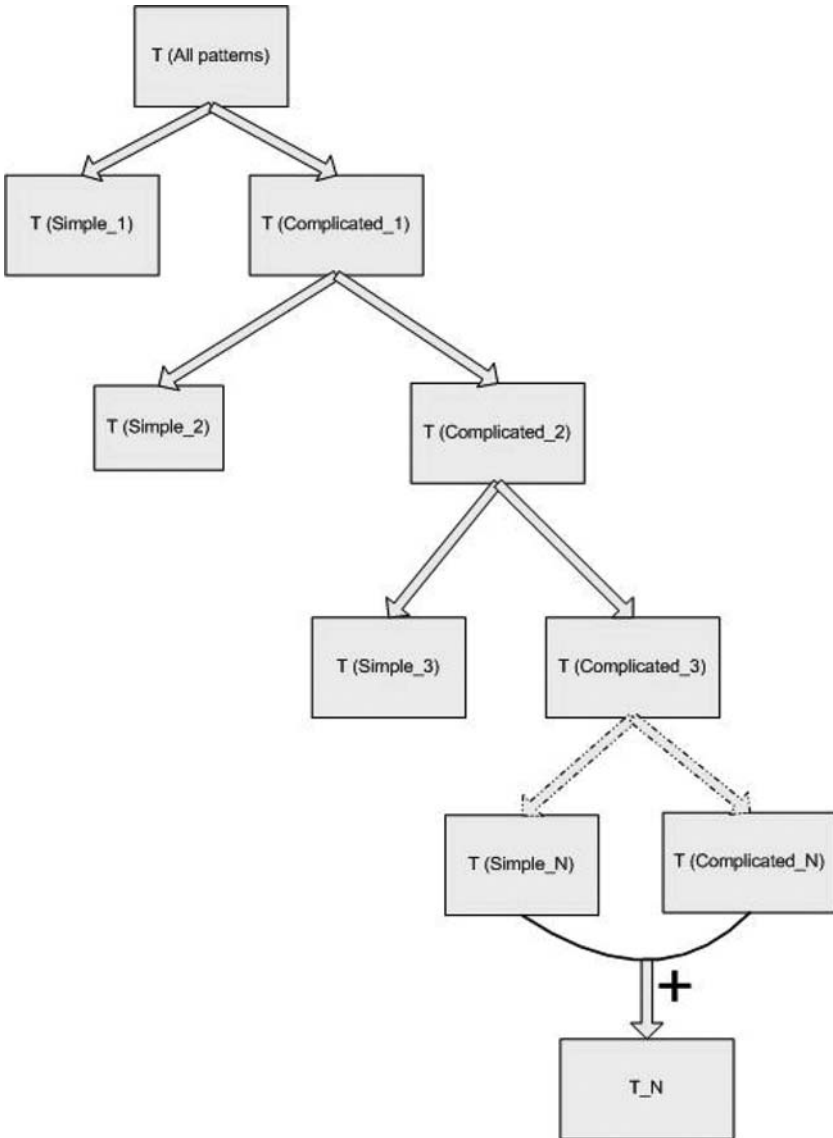 T (All patterns)
T (Simple_1)
T (Complicated_1)
T (Simple_2)
T (Complicated_2)
T (Simple_3)
T (Complicated_3)
T (Simple_N)
T (Complicated_N)
+
T_N